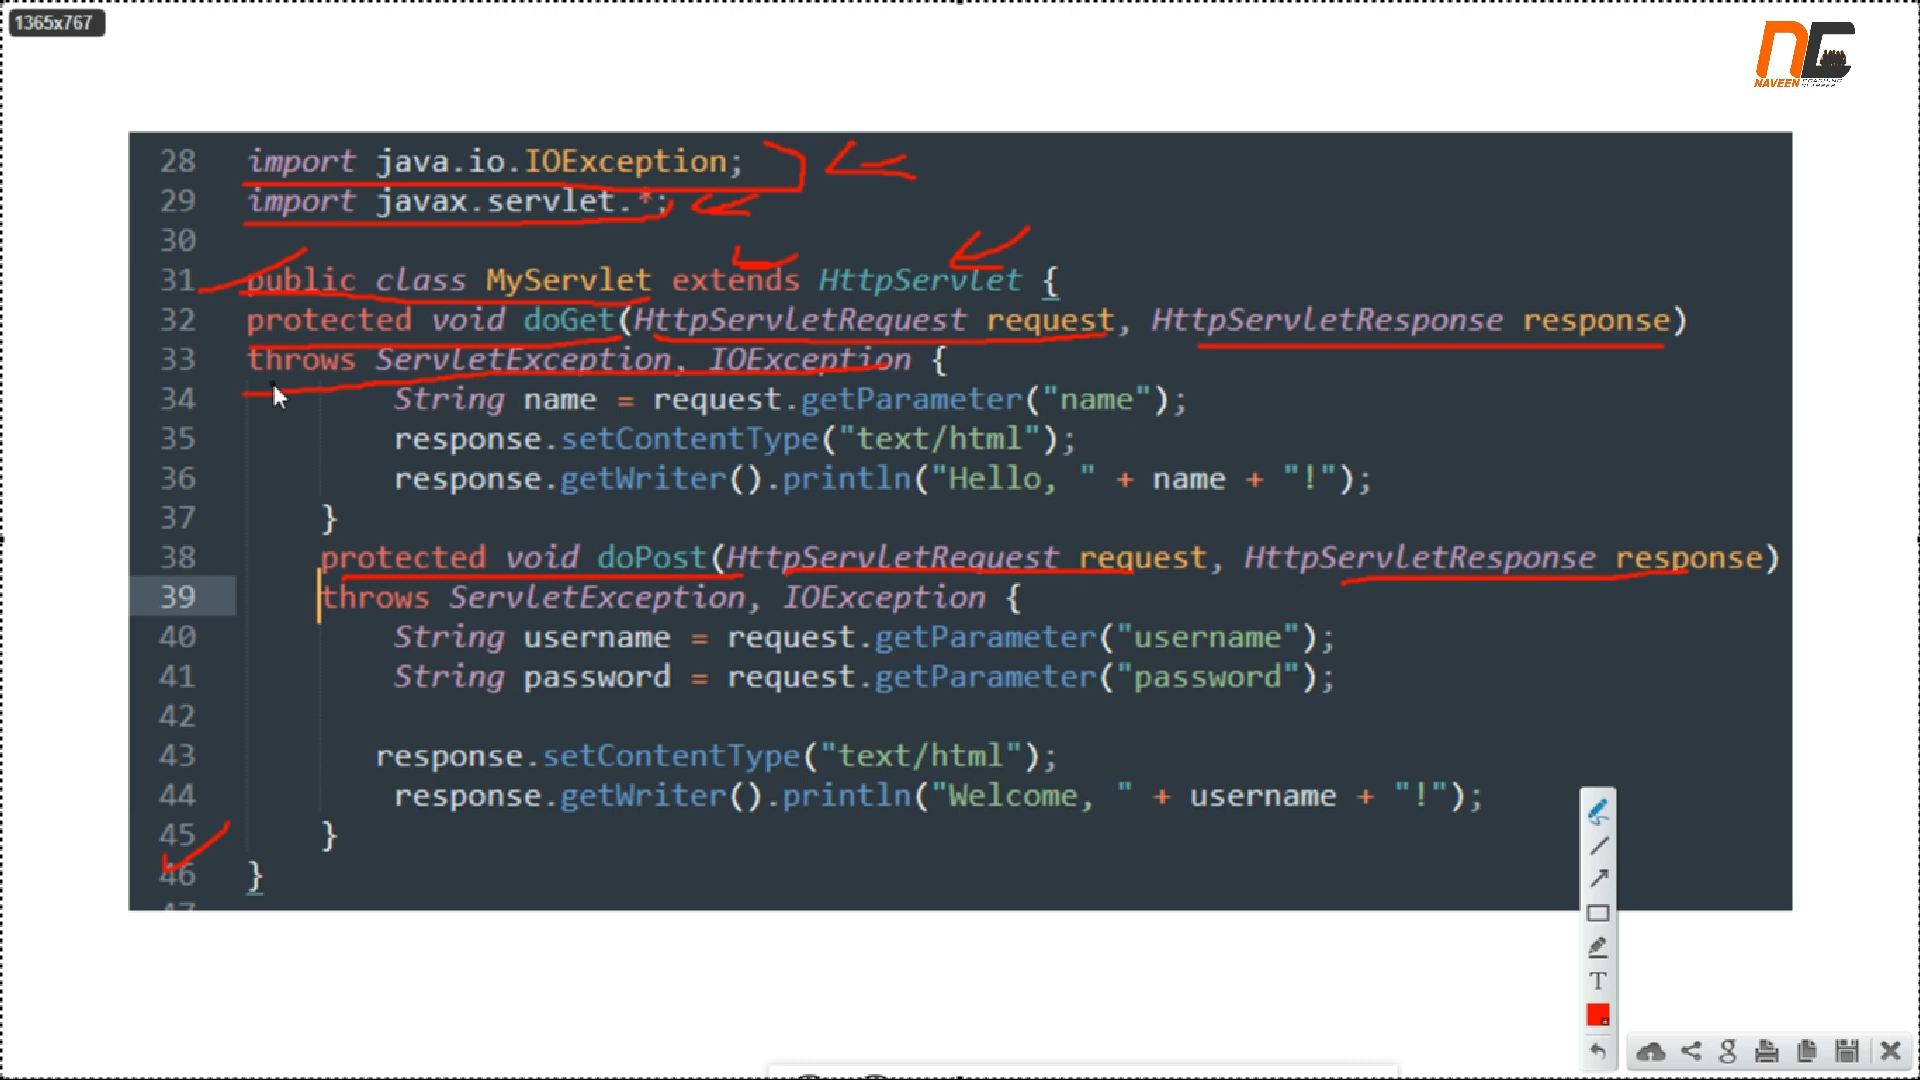 1365x767
NAVEEN
28 import java.io.IOException;
29 import javax.servlet.*;
30
31 public class MyServlet extends HttpServlet {
32 protected void doGet(HttpServletRequest request, HttpServletResponse response)
33 throws ServletException, IOException {
34 String name = request.getParameter("name");
35 response.setContentType("text/html");
36 response.getWriter().println("Hello, " + name + "!");
37 }
38 protected void doPost(HttpServletRequest request, HttpServletResponse response)
39 throws ServletException, IOException {
40 String username = request.getParameter("username");
41 String password = request.getParameter("password");
42
43 response.setContentType("text/html");
44 response.getWriter().println("Welcome, " + username + "!");
45 }
46 }
47
T
g